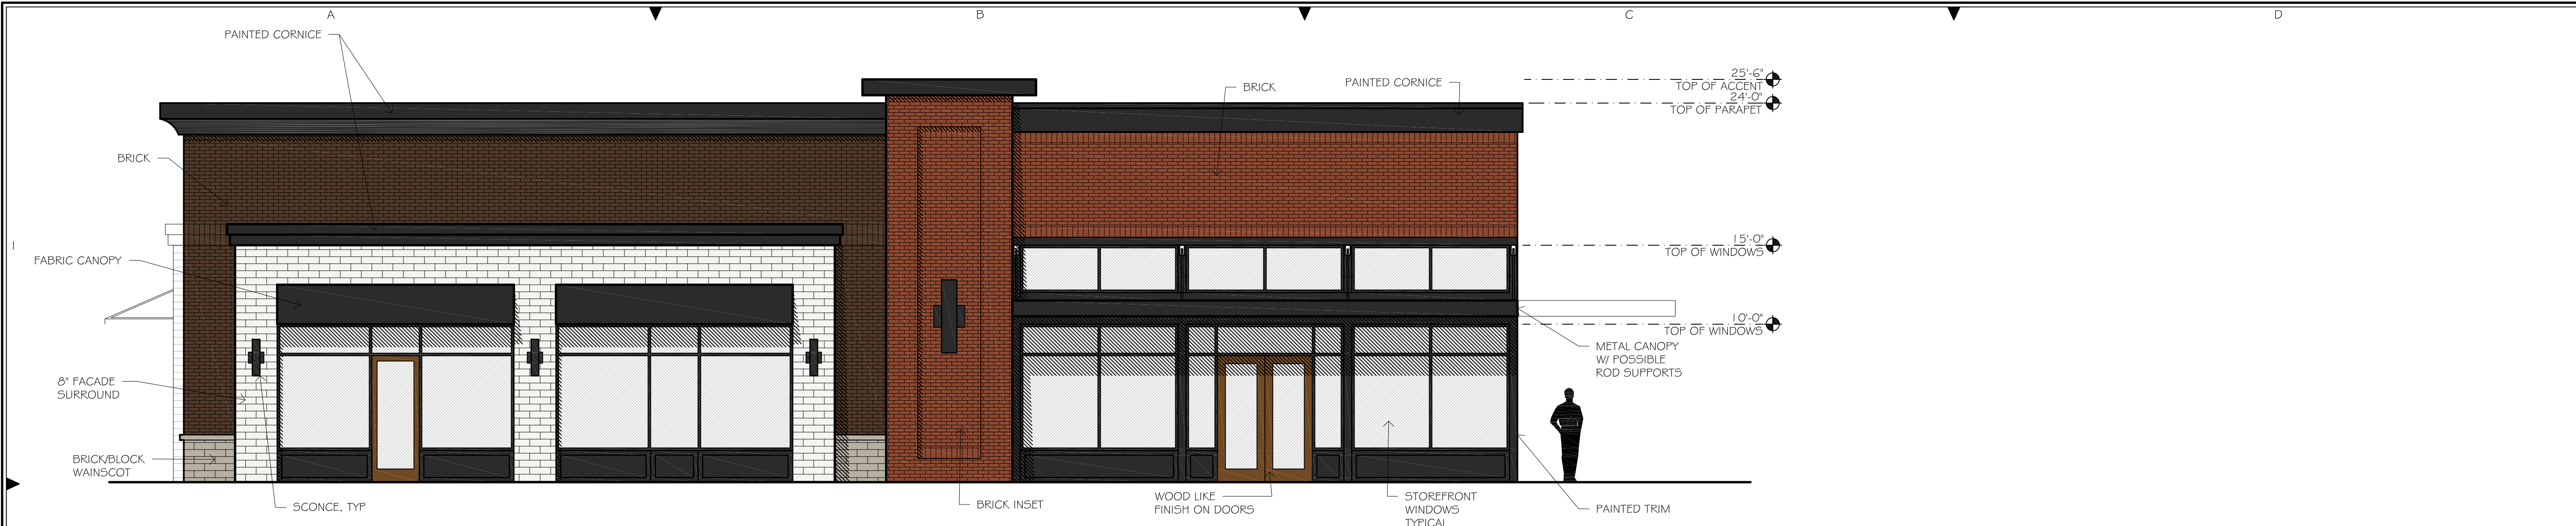 A
B
C
D
PAINTED CORNICE
BRICK
PAINTED CORNICE
25'-6"
TOP OF ACCENT
24'-0"
TOP OF PARAPET
BRICK
1
15'-0"
TOP OF WINDOWS
FABRIC CANOPY
10'-0"
TOP OF WINDOWS
METAL CANOPY
W/ POSSIBLE
ROD SUPPORTS
8" FACADE
SURROUND
BRICK/BLOCK
WAINSCOT
SCONCE, TYP
BRICK INSET
WOOD LIKE
FINISH ON DOORS
STOREFRONT
WINDOWS
TYPICAL
PAINTED TRIM